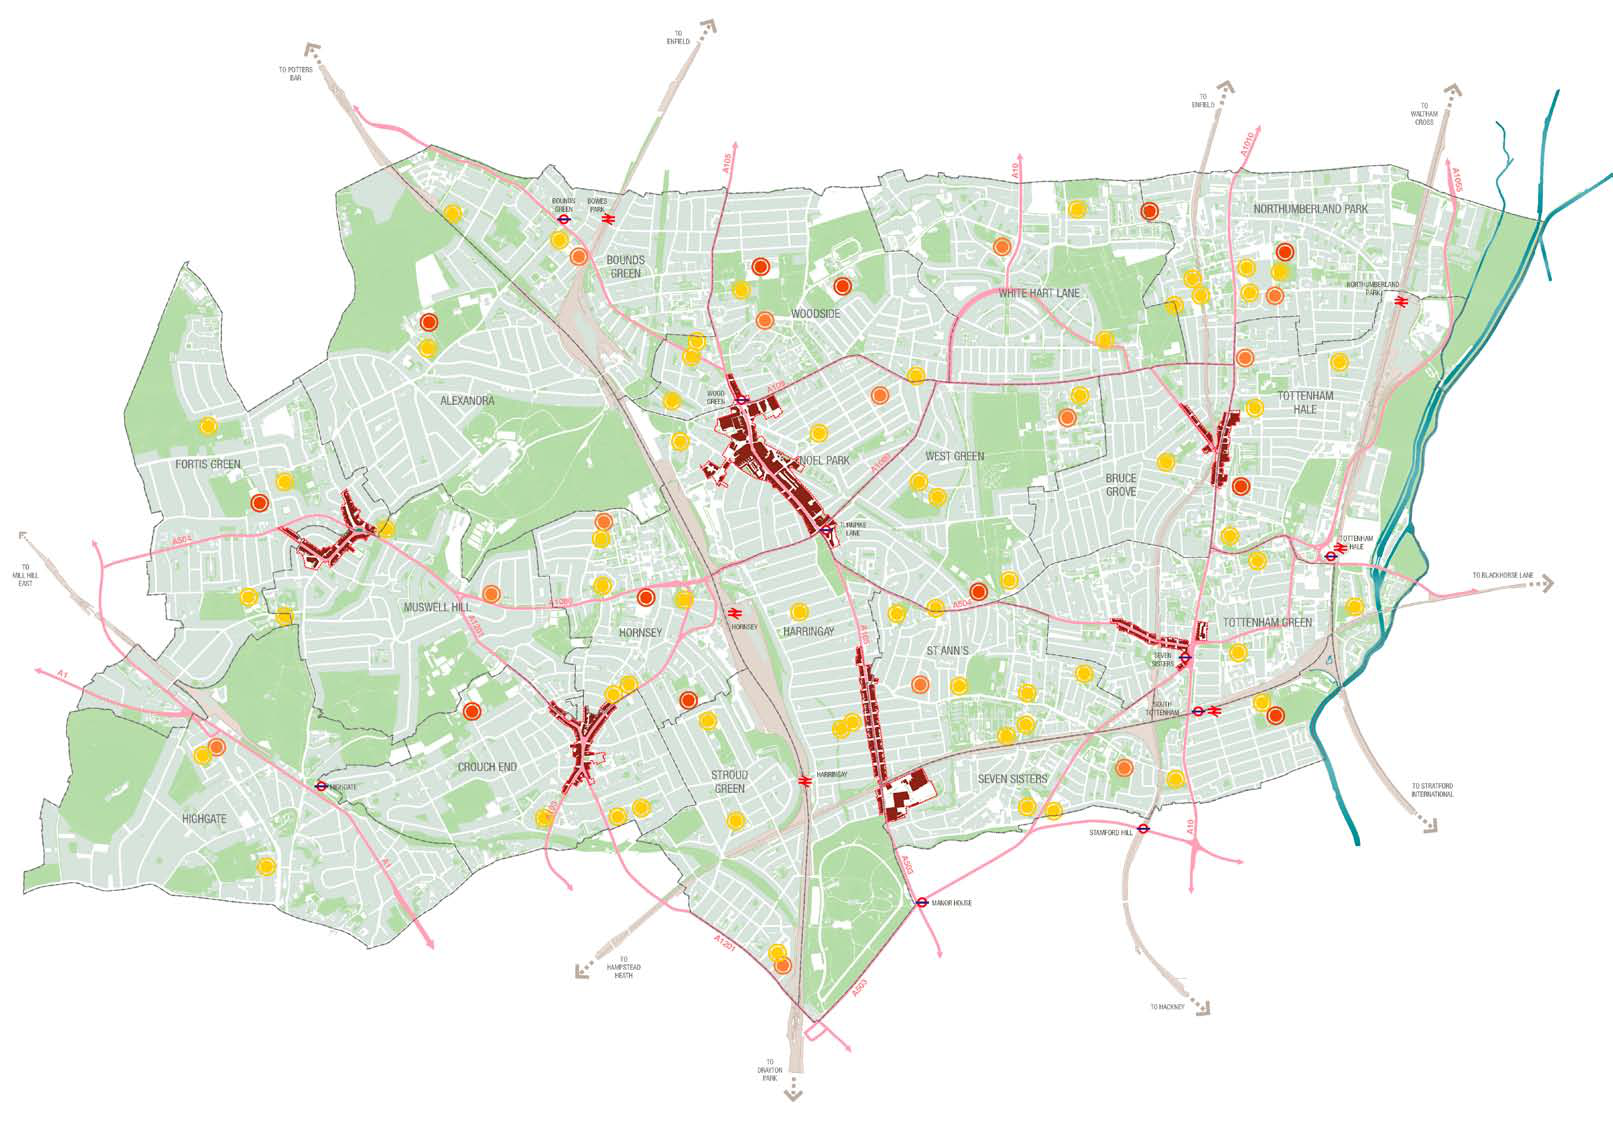 TO
ENFIELD
TO POTTERS
BAR
TO
ENFIELD
TO
WALTHAM
CROSS
A105
A10
A1010
A1055
BOUNDS
GREEN
BOWES
PARK
NORTHUMBERLAND PARK
BOUNDS
GREEN
WHITE HART LANE
NORTHUMBERLAND
PARK
WOODSIDE
A109
WOOD
GREEN
ALEXANORA
TOTTENHAM
HALE
FORTIS GREEN
NOEL PARK
A1080
WEST GREEN
BRUCE
GROVE
TURNPIKE
LANE
A504
TOTTENHAM
HALE
TO
MILL HILL
EAST
TO BLACKHORSE LANE
MUSWELL HILL
A1080
A504
A1201
HORNSEY
HORNSEY
HARRINGAY
A105
ST ANN'S
TOTTENHAM GREEN
SEVEN
SISTERS
A1
SOUTH
TOTTENHAM
CROUCH END
STROUD
GREEN
HARRINGAY
SEVEN SISTERS
HIGHGATE
TO STRATFORD
INTERNATIONAL
HIGHGATE
A103
STAMFORD HILL
A10
A1
A503
MANOR HOUSE
A1201
TO
HAMPSTEAD
HEATH
A503
TO HACKNEY
TO
DRAYTON
PARK